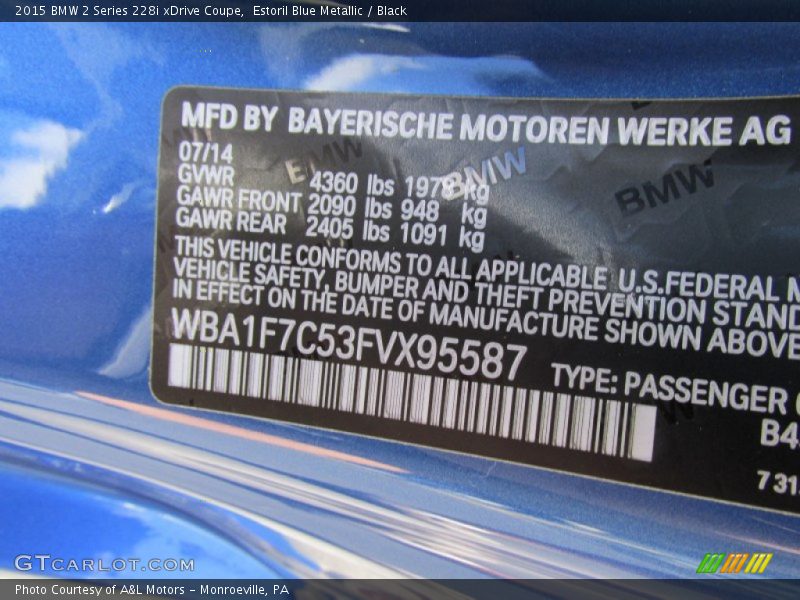 2015 BMW 2 Series 228i xDrive Coupe, Estoril Blue Metallic / Black
MFD BY BAYERISCHE MOTOREN WERKE AG
07/14
GVWR 4360 lbs 1978 kg
GAWR FRONT 2090 lbs 948 kg
GAWR REAR 2405 lbs 1091 kg
BMW BMW BMW
THIS VEHICLE CONFORMS TO ALL APPLICABLE U.S.FEDERAL M
VEHICLE SAFETY, BUMPER AND THEFT PREVENTION STAND
IN EFFECT ON THE DATE OF MANUFACTURE SHOWN ABOVE
WBA1F7C53FVX95587
TYPE: PASSENGER
B4
7 31
GTCARLOT.COM
Photo Courtesy of A&L Motors - Monroeville, PA